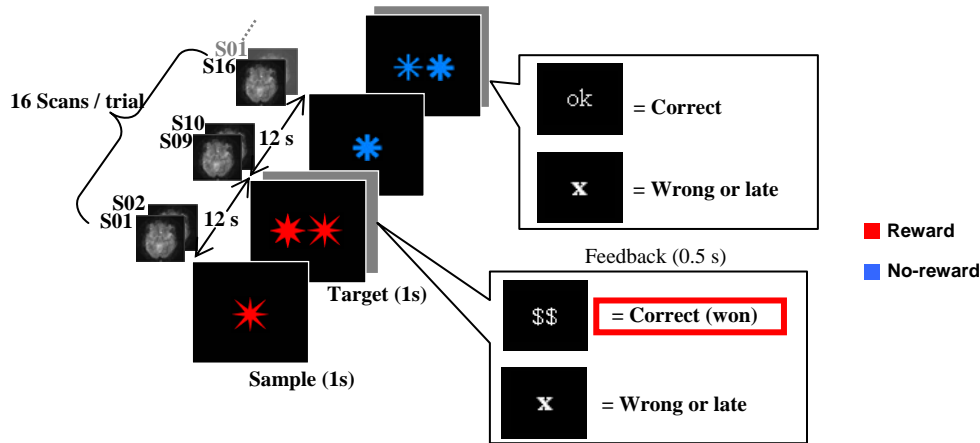 S01
S16
16 Scans / trial
S10
S09
12 s
S02
S01
12 s
ok
= Correct
x
= Wrong or late
Reward
No-reward
Feedback (0.5 s)
Target (1s)
$$
= Correct (won)
Sample (1s)
x
= Wrong or late